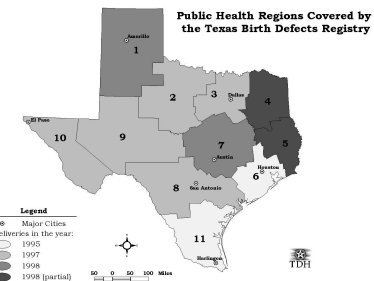 Public Health Regions Covered by
the Texas Birth Defects Registry
Amarillo
1
2
3
Dallas
4
El Paso
10
9
7
5
Austin
Houston
6
8
San Antonio
11
Harlingen
Legend
Major Cities
eliveries in the year:
1995
1997
1998
1998 (partial)
50 0 50 100 Miles
TDH